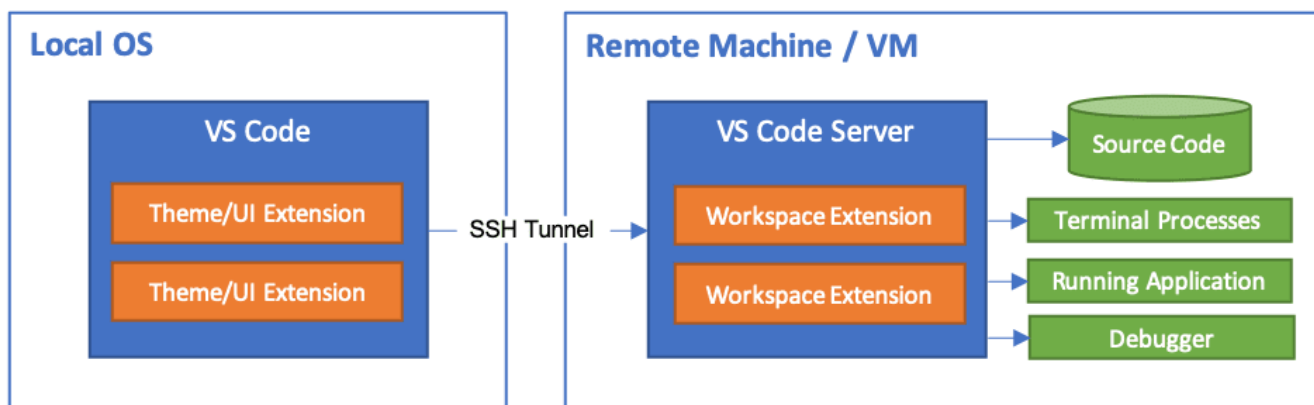 Local OS
Remote Machine / VM
VS Code
VS Code Server
Source Code
Theme/UI Extension
Workspace Extension
Terminal Processes
SSH Tunnel
Theme/UI Extension
Workspace Extension
Running Application
Debugger